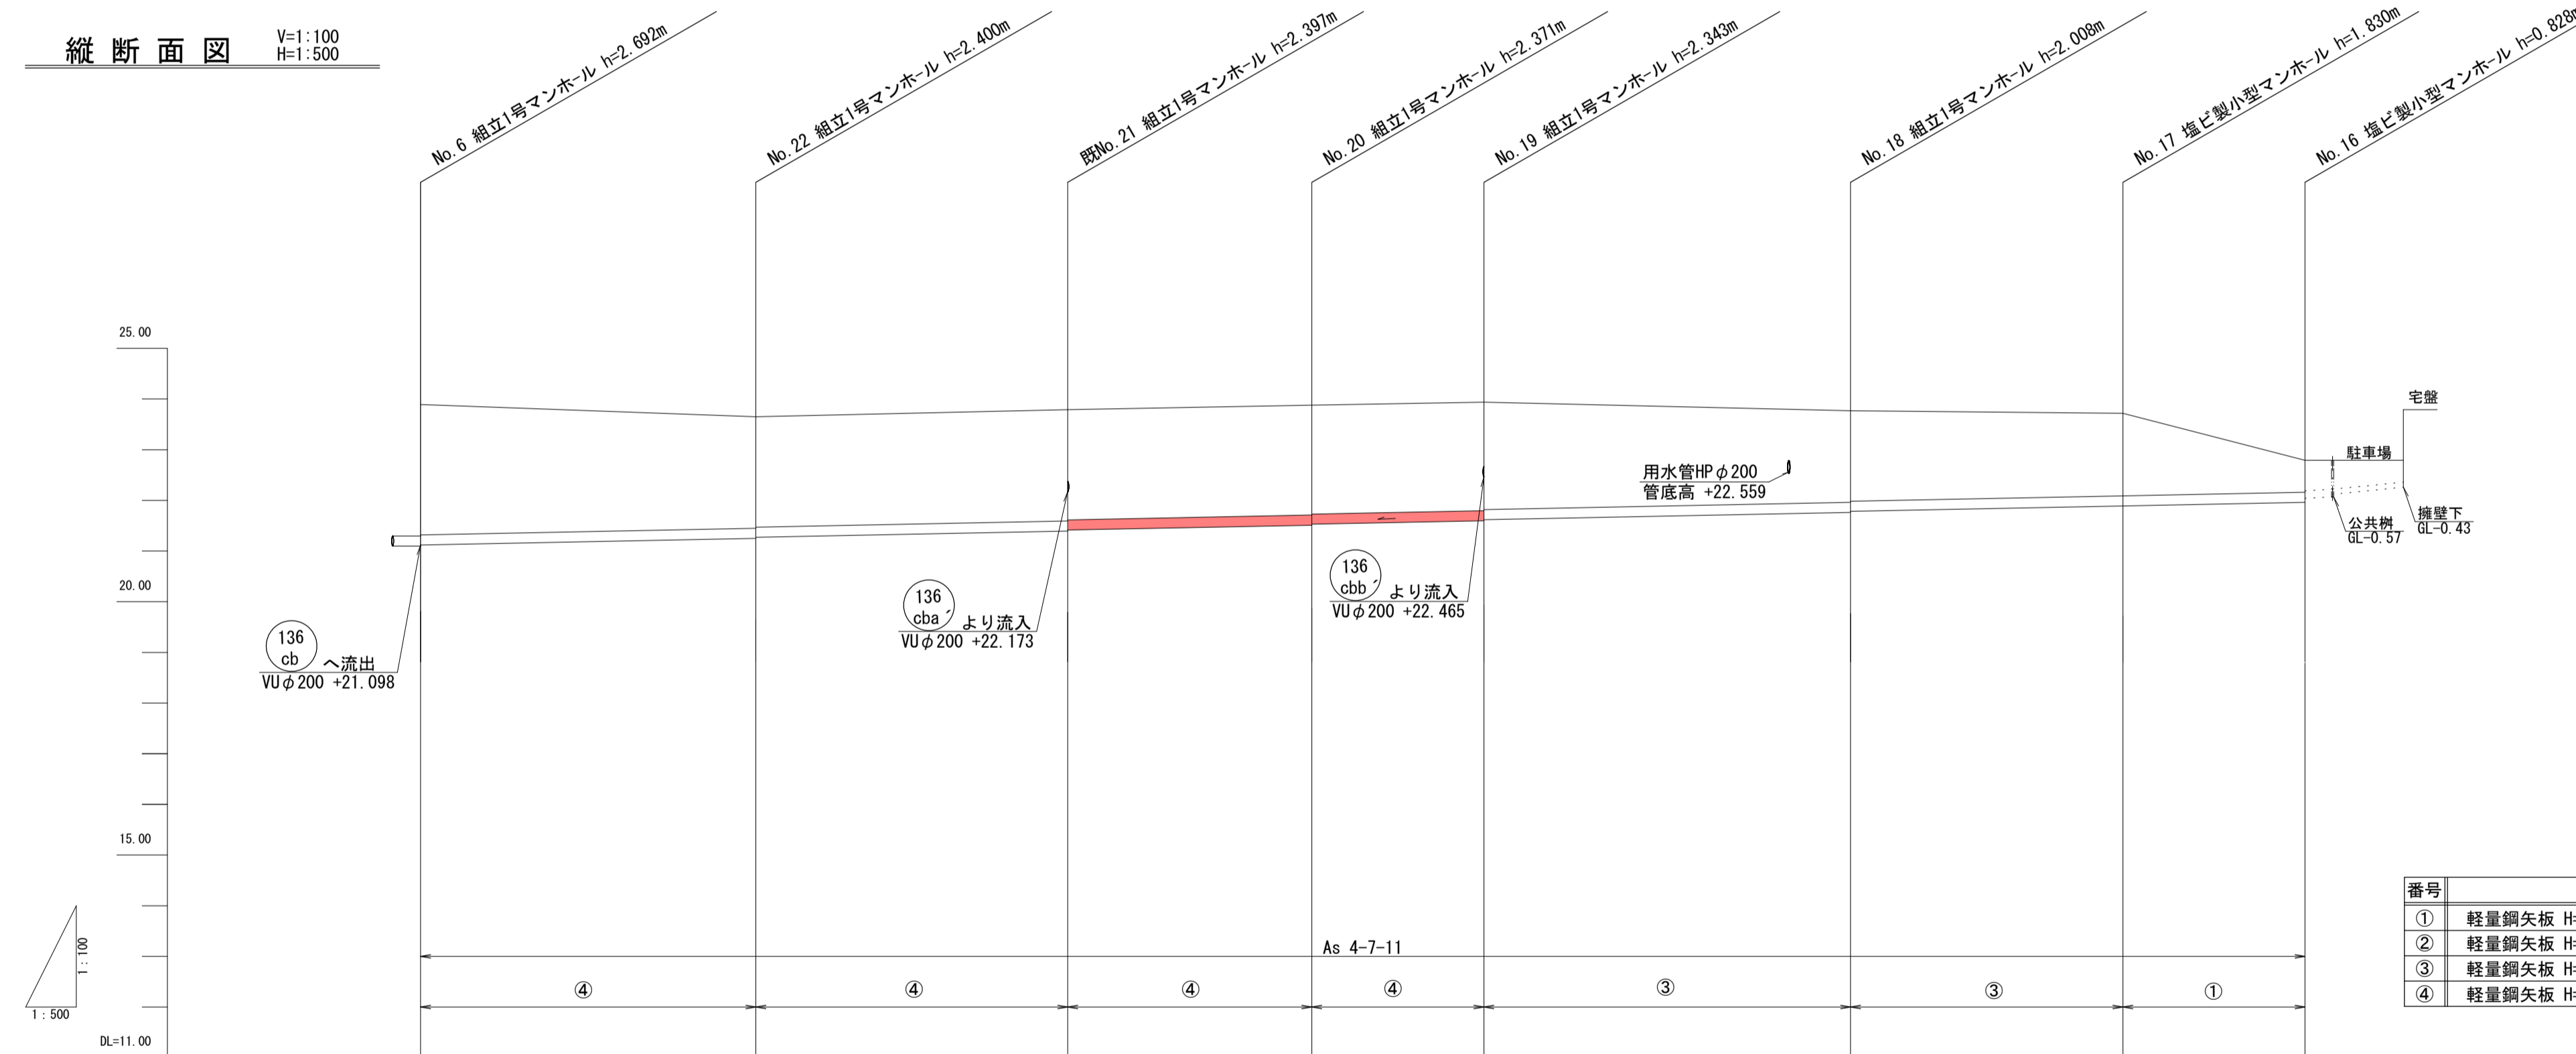 縦断面図
V=1:100
H=1:500
No.6 組立1号マンホール h=2.692m
No.22 組立1号マンホール h=2.400m
既No.21 組立1号マンホール h=2.397m
No.20 組立1号マンホール h=2.371m
No.19 組立1号マンホール h=2.343m
No.18 組立1号マンホール h=2.008m
No.17 塩ビ製小型マンホール h=1.830m
No.16 塩ビ製小型マンホール h=0.828m
25.00
20.00
15.00
DL=11.00
1:100
1:500
136
cb
へ流出
VUφ200 +21.098
136
cba´
より流入
VUφ200 +22.173
136
cbb´
より流入
VUφ200 +22.465
用水管HPφ200
管底高 +22.559
宅盤
駐車場
公共桝
GL-0.57
擁壁下
GL-0.43
As 4-7-11
④
④
④
④
③
③
①
番号
① 軽量鋼矢板 H=
② 軽量鋼矢板 H=
③ 軽量鋼矢板 H=
④ 軽量鋼矢板 H=